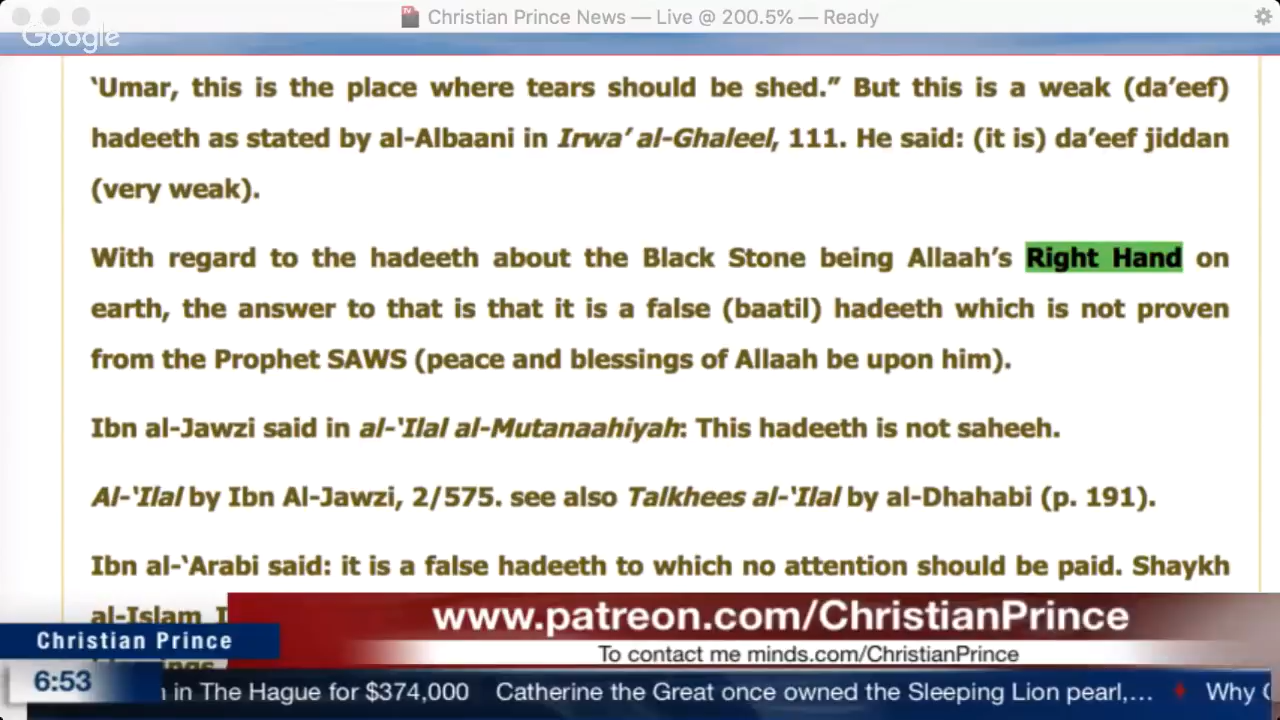 Christian Prince News — Live @ 200.5% — Ready
Google
‘Umar, this is the place where tears should be shed.” But this is a weak (da’eef)
hadeeth as stated by al-Albaani in Irwa’ al-Ghaleel, 111. He said: (it is) da’eef jiddan
(very weak).
With regard to the hadeeth about the Black Stone being Allaah’s Right Hand on
earth, the answer to that is that it is a false (baatil) hadeeth which is not proven
from the Prophet SAWS (peace and blessings of Allaah be upon him).
Ibn al-Jawzi said in al-‘Ilal al-Mutanaahiyah: This hadeeth is not saheeh.
Al-‘Ilal by Ibn Al-Jawzi, 2/575. see also Talkhees al-‘Ilal by al-Dhahabi (p. 191).
Ibn al-‘Arabi said: it is a false hadeeth to which no attention should be paid. Shaykh
al-Islam
www.patreon.com/ChristianPrince
Christian Prince
To contact me minds.com/ChristianPrince
6:53
in The Hague for $374,000 Catherine the Great once owned the Sleeping Lion pearl,... Why